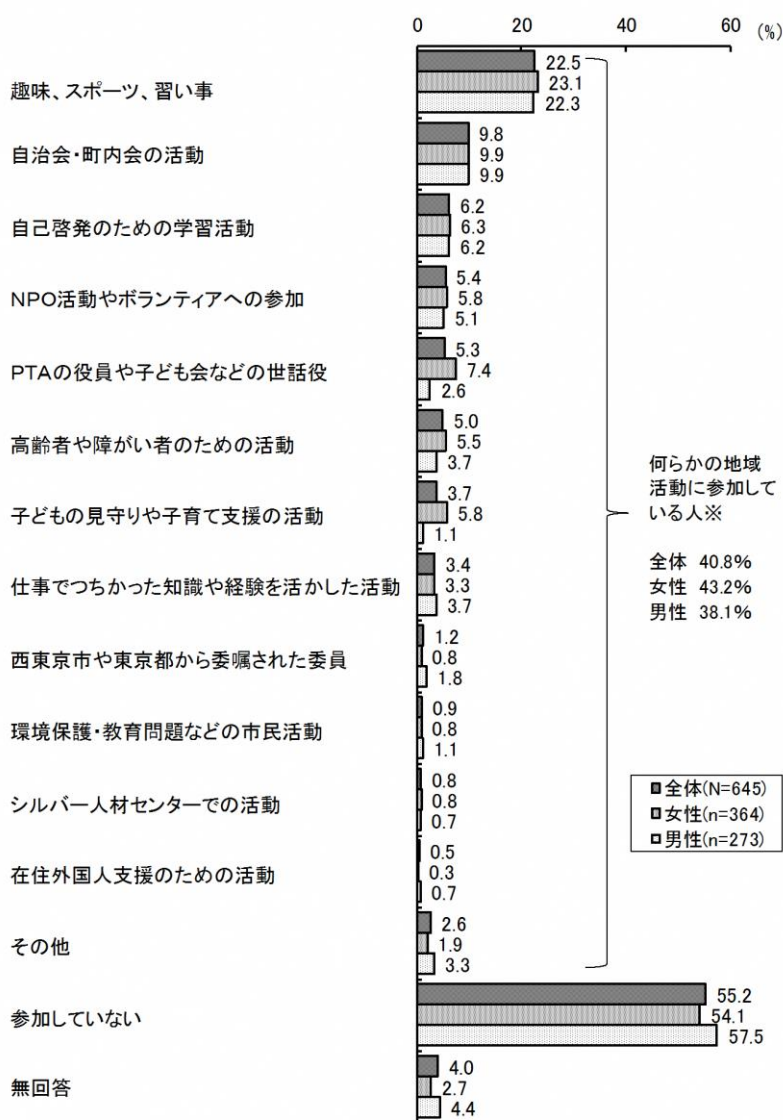 0 20 40 60 (%)
趣味、スポーツ、習い事
22.5
23.1
22.3
自治会・町内会の活動
9.8
9.9
9.9
自己啓発のための学習活動
6.2
6.3
6.2
NPO活動やボランティアへの参加
5.4
5.8
5.1
PTAの役員や子ども会などの世話役
5.3
7.4
2.6
高齢者や障がい者のための活動
5.0
5.5
3.7
子どもの見守りや子育て支援の活動
3.7
5.8
1.1
仕事でつちかった知識や経験を活かした活動
3.4
3.3
3.7
西東京市や東京都から委嘱された委員
1.2
0.8
1.8
環境保護・教育問題などの市民活動
0.9
0.8
1.1
シルバー人材センターでの活動
0.8
0.8
0.7
在住外国人支援のための活動
0.5
0.3
0.7
その他
2.6
1.9
3.3
参加していない
55.2
54.1
57.5
無回答
4.0
2.7
4.4
何らかの地域
活動に参加して
いる人※
全体 40.8%
女性 43.2%
男性 38.1%
全体(N=645)
女性(n=364)
男性(n=273)